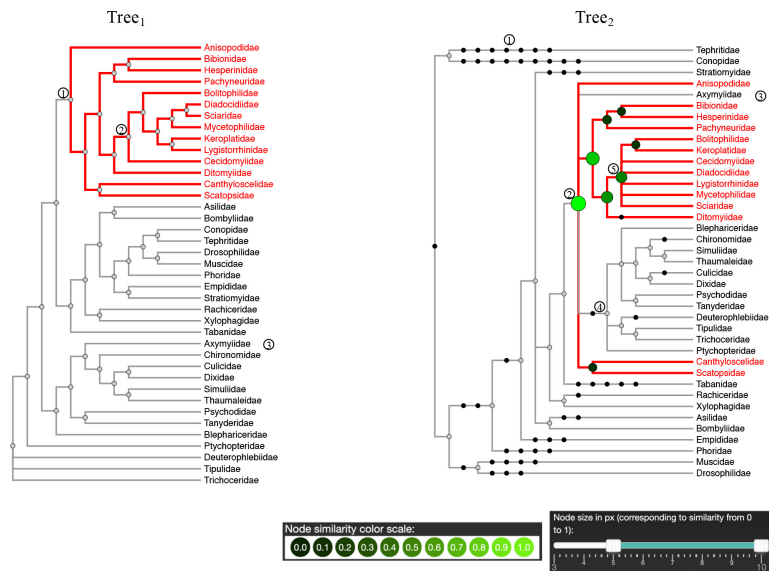 Tree1
Tree2
1
Anisopodidae
Bibionidae
Hesperinidae
Pachyneuridae
Bolitophilidae
Diadocidiidae
2
Sciaridae
Mycetophilidae
Keroplatidae
Lygistorrhinidae
Cecidomyiidae
Ditomyiidae
Canthyloscelidae
Scatopsidae
Asilidae
Bombyliidae
Conopidae
Tephritidae
Drosophilidae
Muscidae
Phoridae
Empididae
Stratiomyidae
Rachiceridae
Xylophagidae
Tabanidae
Axymyiidae 3
Chironomidae
Culicidae
Dixidae
Simuliidae
Thaumaleidae
Psychodidae
Tanyderidae
Blephariceridae
Ptychopteridae
Deuterophlebiidae
Tipulidae
Trichoceridae
1
Tephritidae
Conopidae
Stratiomyidae
Anisopodidae
Axymyiidae 3
Bibionidae
Hesperinidae
Pachyneuridae
Bolitophilidae
Keroplatidae
Cecidomyiidae
5
Diadocidiidae
Lygistorrhinidae
2
Mycetophilidae
Sciaridae
Ditomyiidae
Blephariceridae
Chironomidae
Simuliidae
Thaumaleidae
Culicidae
Dixidae
Psychodidae
4
Tanyderidae
Deuterophlebiidae
Tipulidae
Trichoceridae
Ptychopteridae
Canthyloscelidae
Scatopsidae
Tabanidae
Rachiceridae
Xylophagidae
Asilidae
Bombyliidae
Empididae
Phoridae
Muscidae
Drosophilidae
Node similarity color scale:
0.0 0.1 0.2 0.3 0.4 0.5 0.6 0.7 0.8 0.9 1.0
Node size in px (corresponding to similarity from 0
to 1):
3 4 5 6 7 8 9 10